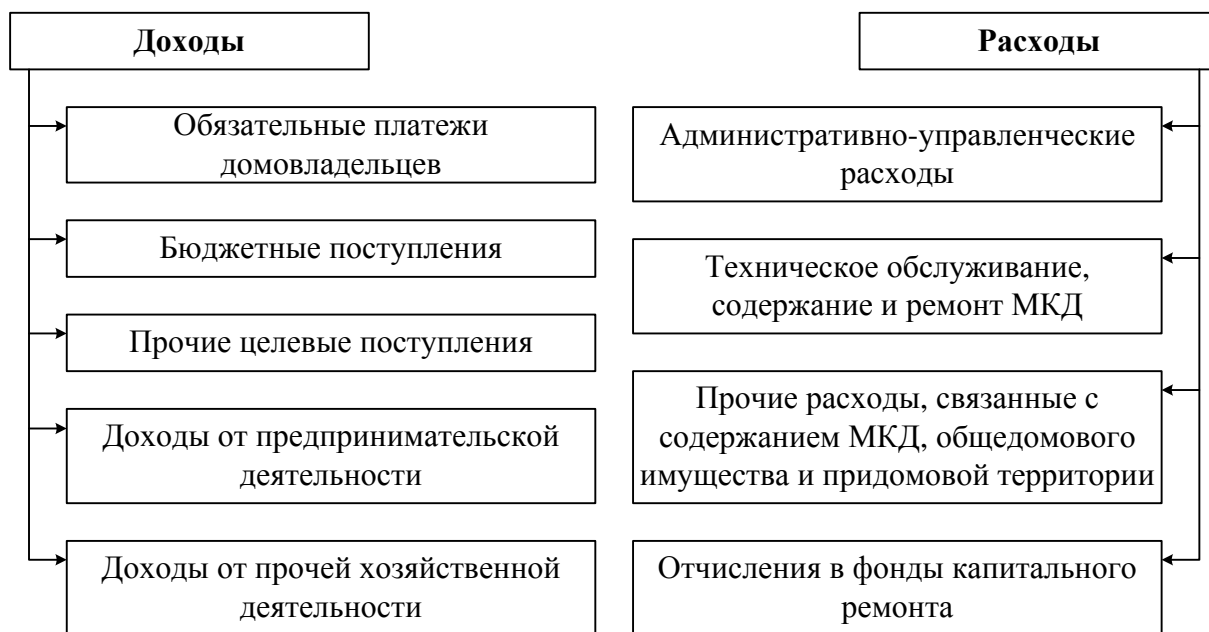 Доходы
Обязательные платежи
домовладельцев
Бюджетные поступления
Прочие целевые поступления
Доходы от предпринимательской
деятельности
Доходы от прочей хозяйственной
деятельности
Расходы
Административно-управленческие
расходы
Техническое обслуживание,
содержание и ремонт МКД
Прочие расходы, связанные с
содержанием МКД, общедомового
имущества и придомовой территории
Отчисления в фонды капитального
ремонта